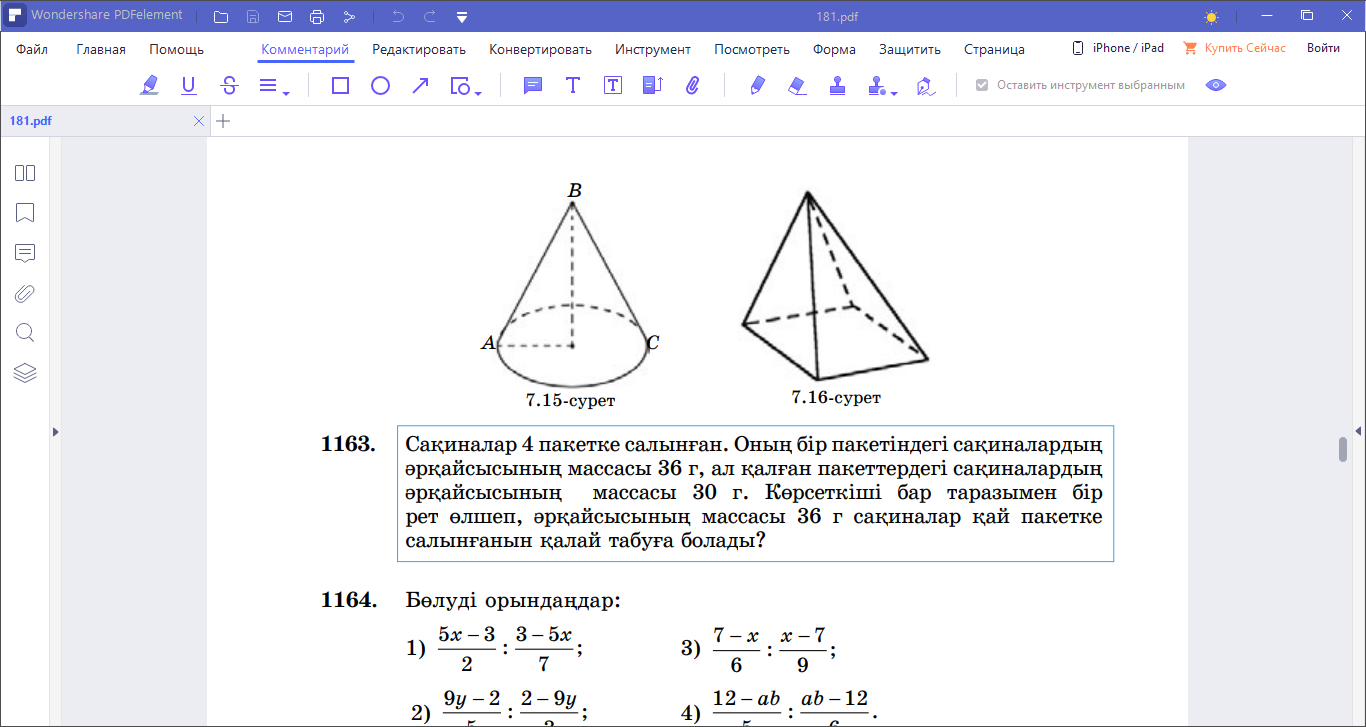 Wondershare PDFelement
181.pdf
Файл Главная Помощь Комментарий Редактировать Конвертировать Инструмент Посмотреть Форма Защитить Страница iPhone / iPad Купить Сейчас Войти
Оставить инструмент выбранным
181.pdf
B
A
C
7.15-сурет
7.16-сурет
1163. Сақиналар 4 пакетке салынған. Оның бір пакетіндегі сақиналардың
әрқайсысының массасы 36 г, ал қалған пакеттердегі сақиналардың
әрқайсысының массасы 30 г. Көрсеткіші бар таразымен бір
рет өлшеп, әрқайсысының массасы 36 г сақиналар қай пакетке
салынғанын қалай табуға болады?
1164. Бөлуді орындаңдар:
1) (5x – 3)/2 : (3 – 5x)/7;
3) (7 – x)/6 : (x – 7)/9;
2) (9y – 2)/5 : (2 – 9y)/3;
4) (12 – ab)/5 : (ab – 12)/6.